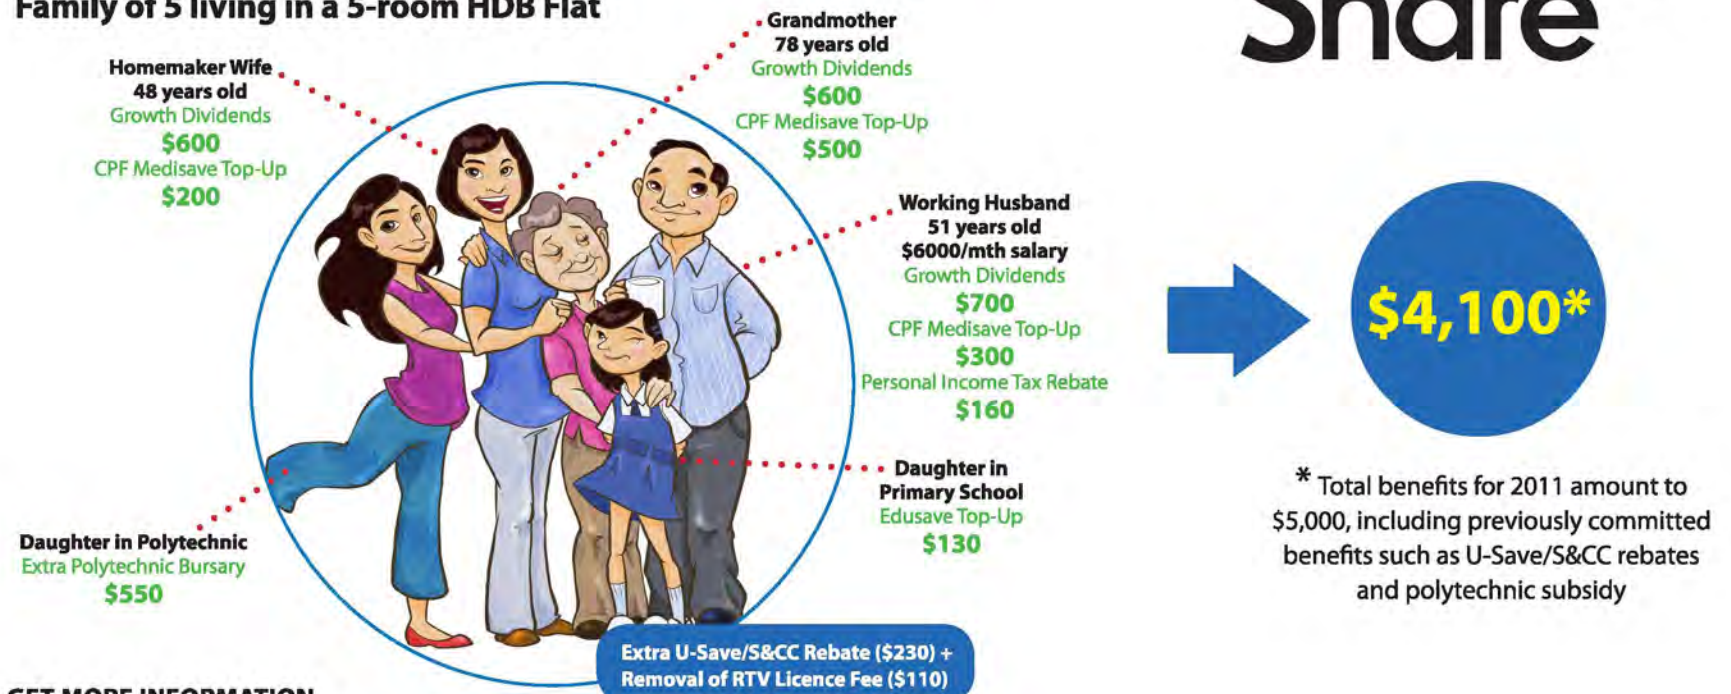 Family of 5 living in a 5-room HDB Flat
Share
Homemaker Wife
48 years old
Growth Dividends
$600
CPF Medisave Top-Up
$200
Grandmother
78 years old
Growth Dividends
$600
CPF Medisave Top-Up
$500
Working Husband
51 years old
$6000/mth salary
Growth Dividends
$700
CPF Medisave Top-Up
$300
Personal Income Tax Rebate
$160
Daughter in
Primary School
Edusave Top-Up
$130
Daughter in Polytechnic
Extra Polytechnic Bursary
$550
Extra U-Save/S&CC Rebate ($230) +
Removal of RTV Licence Fee ($110)
$4,100*
* Total benefits for 2011 amount to
$5,000, including previously committed
benefits such as U-Save/S&CC rebates
and polytechnic subsidy
GET MORE INFORMATION